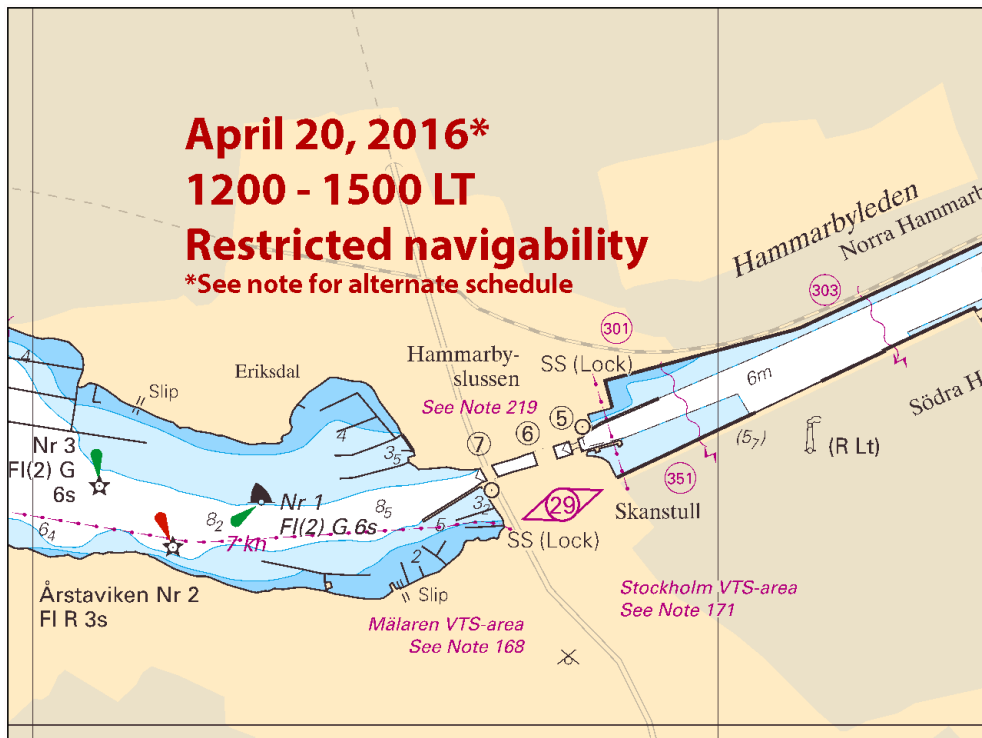 April 20, 2016*
1200 - 1500 LT
Restricted navigability
*See note for alternate schedule
Hammarbyleden
Norra Hammarb
303
301
Hammarby-
slussen
SS (Lock)
6m
Södra H
See Note 219
4
Slip
Eriksdal
L
4
3₅
7
6
5
(5₇)
(R Lt)
Nr 3
Fl(2) G
6s
Nr 1
Fl(2) G 6s
8₂
8₅
3₂
5
29
351
Skanstull
6₄
7 kn
SS (Lock)
2
Årstaviken Nr 2
Fl R 3s
Slip
Mälaren VTS-area
See Note 168
Stockholm VTS-area
See Note 171